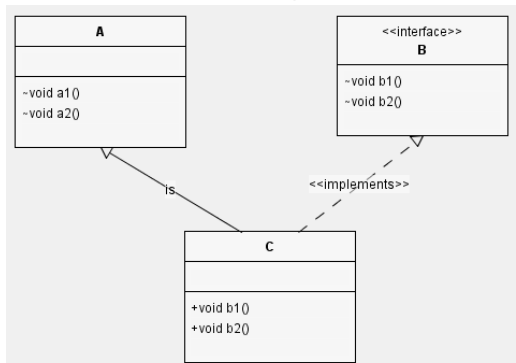 A
~void a1()
~void a2()
<<interface>>
B
~void b1()
~void b2()
is
<<implements>>
C
+void b1()
+void b2()